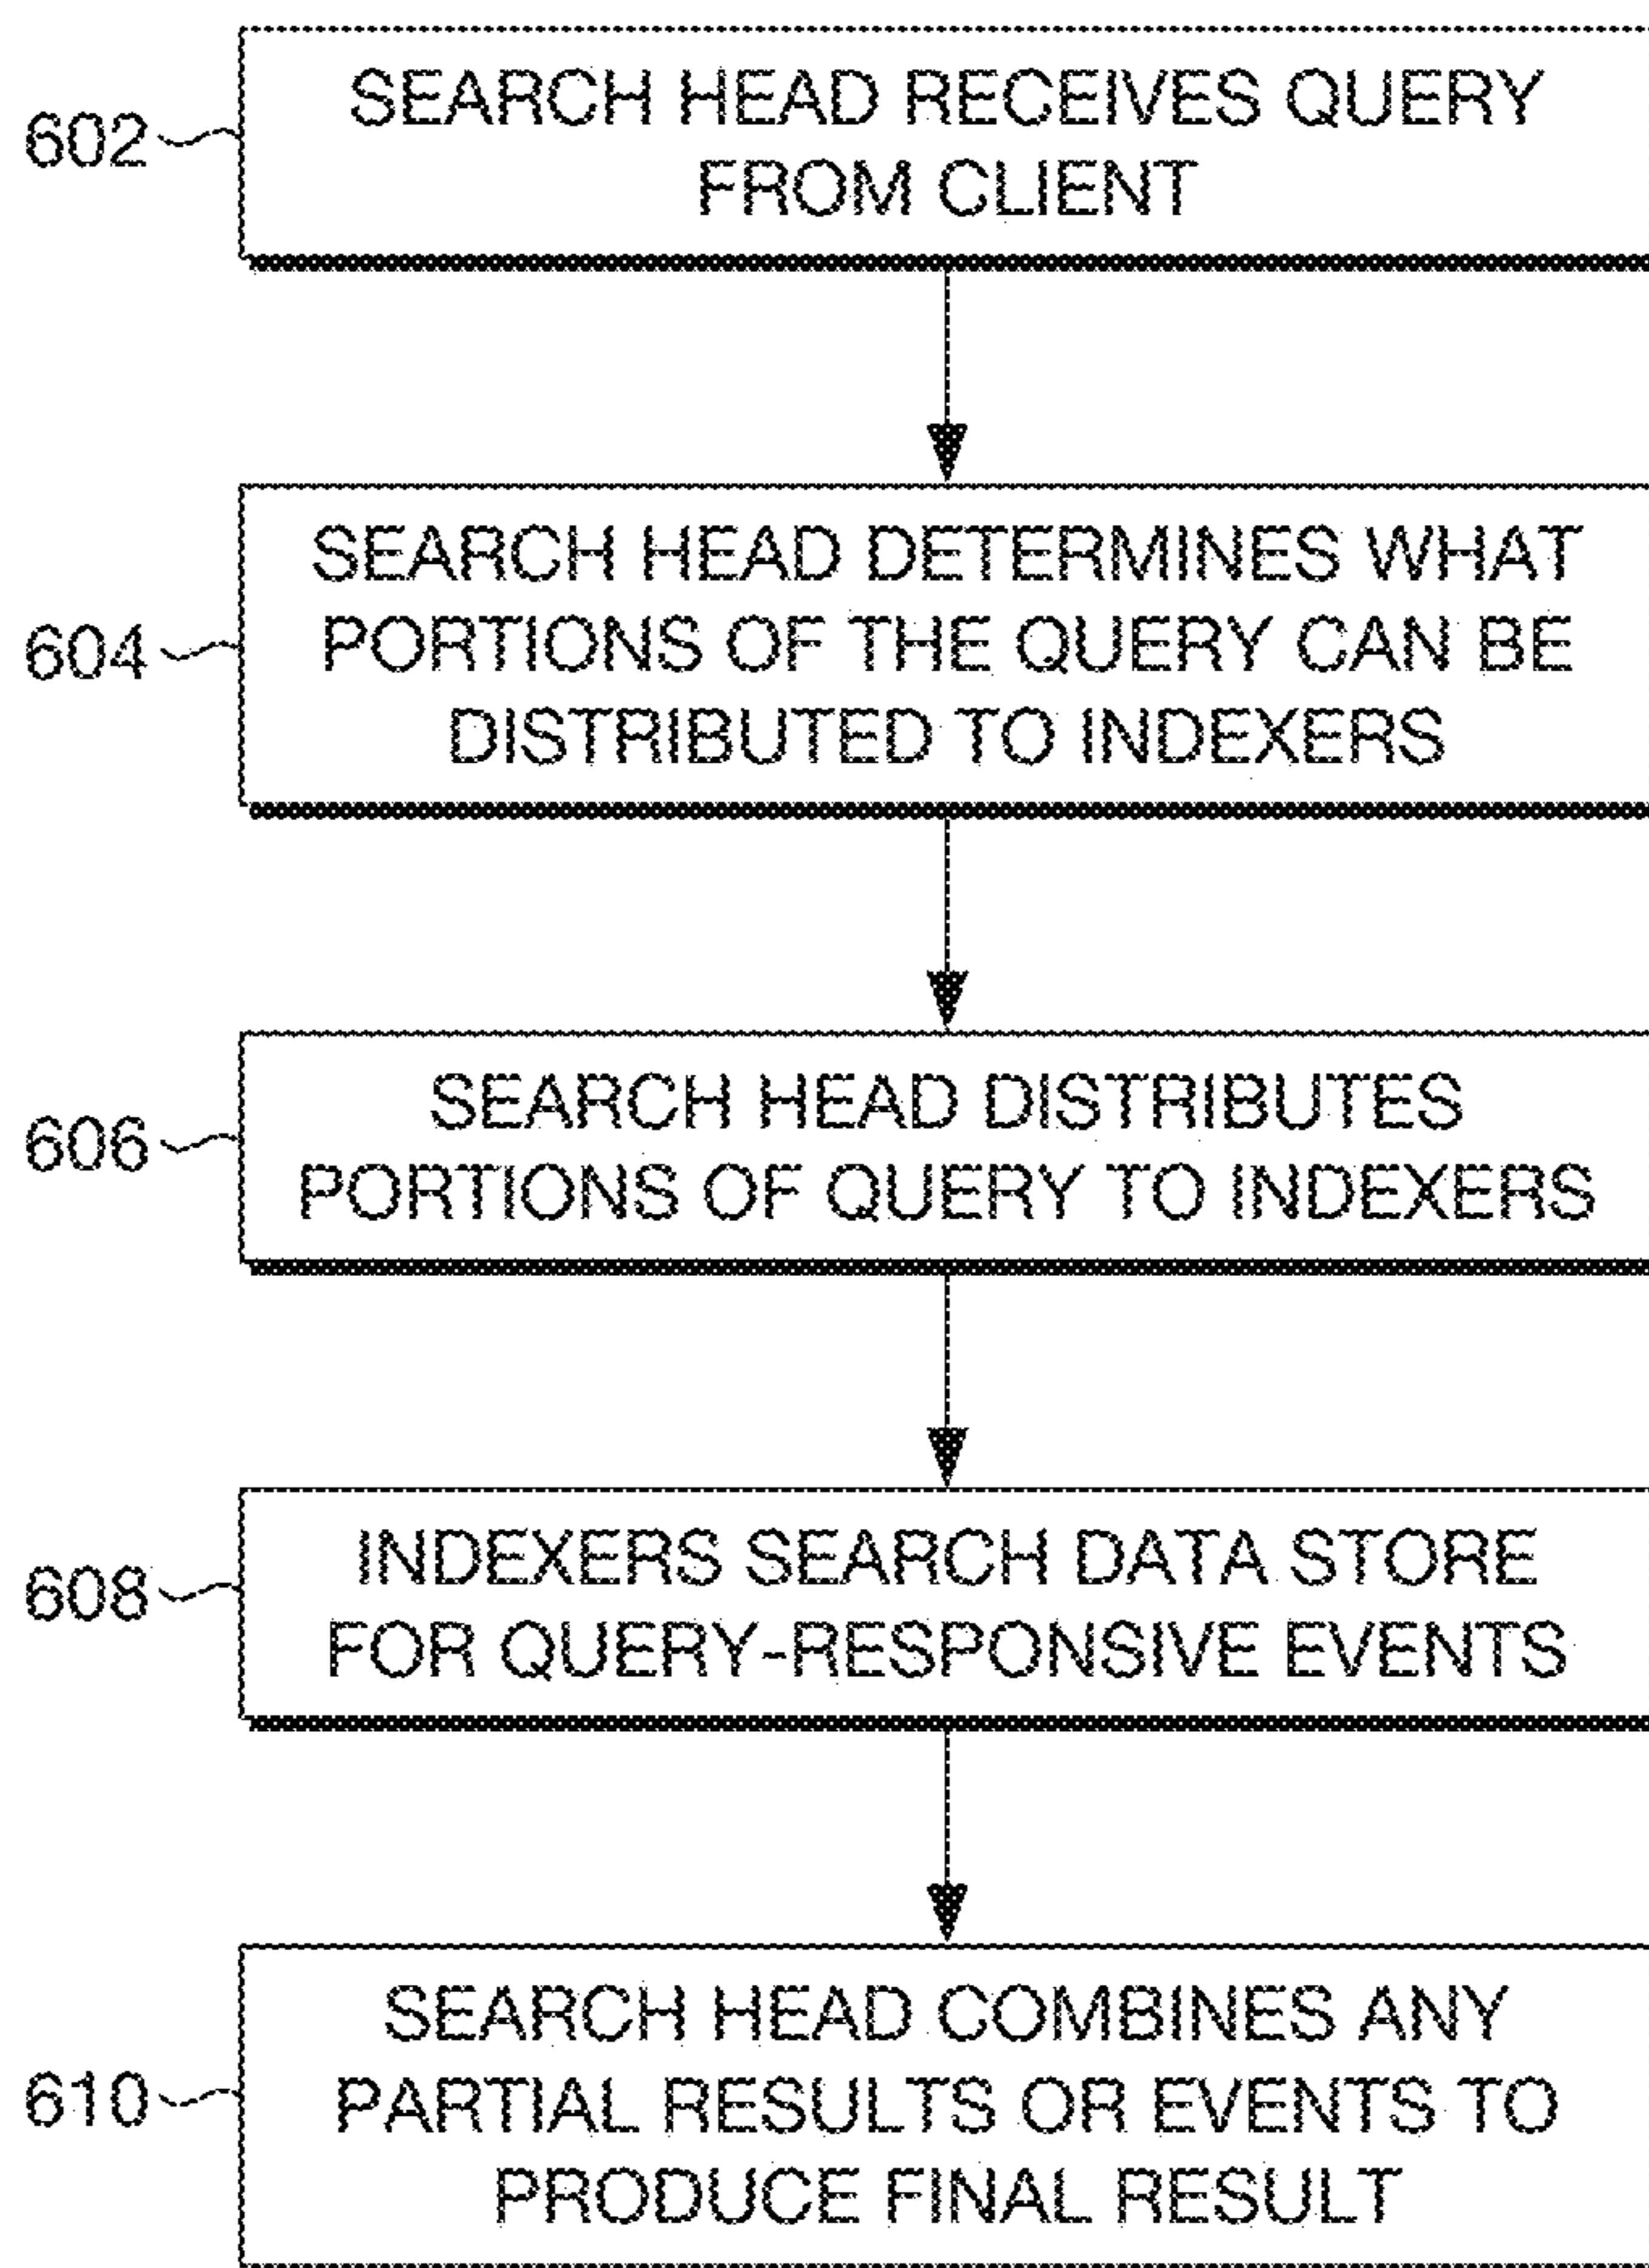 602
SEARCH HEAD RECEIVES QUERY
FROM CLIENT
604
SEARCH HEAD DETERMINES WHAT
PORTIONS OF THE QUERY CAN BE
DISTRIBUTED TO INDEXERS
606
SEARCH HEAD DISTRIBUTES
PORTIONS OF QUERY TO INDEXERS
608
INDEXERS SEARCH DATA STORE
FOR QUERY-RESPONSIVE EVENTS
610
SEARCH HEAD COMBINES ANY
PARTIAL RESULTS OR EVENTS TO
PRODUCE FINAL RESULT